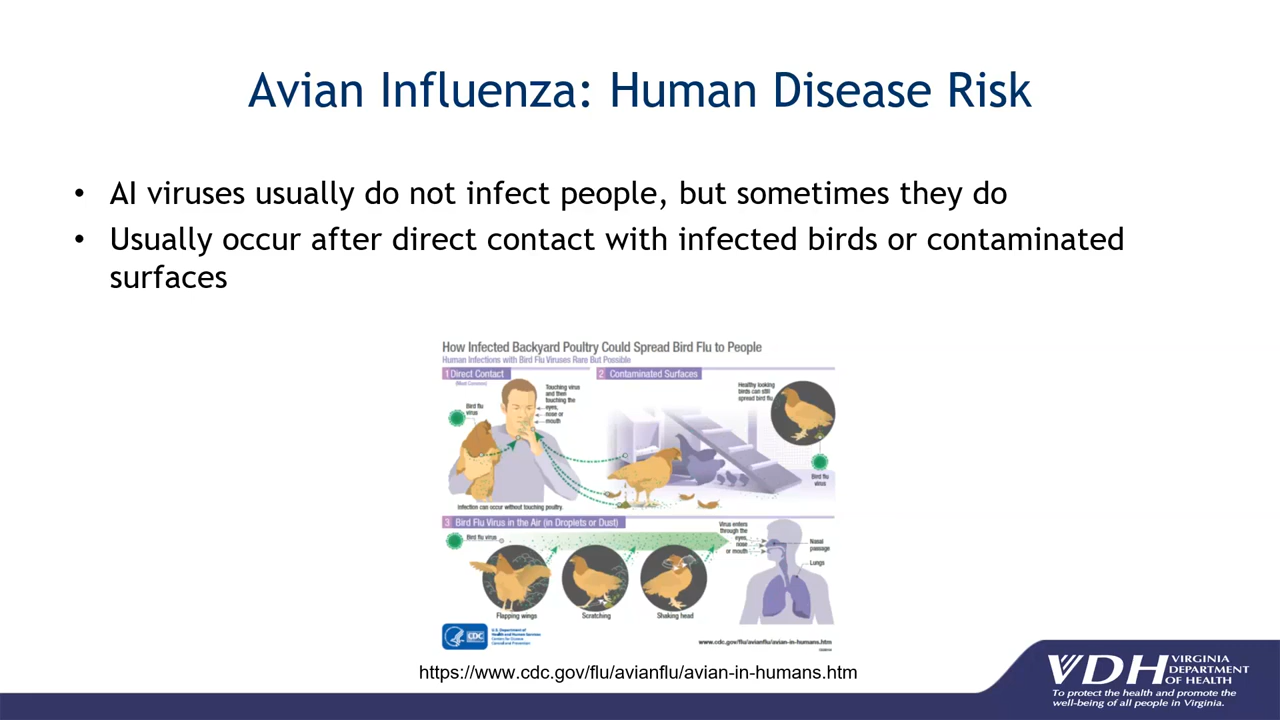 Avian Influenza: Human Disease Risk
• AI viruses usually do not infect people, but sometimes they do
• Usually occur after direct contact with infected birds or contaminated
surfaces
How Infected Backyard Poultry Could Spread Bird Flu to People
Human Infections with Bird Flu Viruses Rare But Possible
1 Direct Contact
(Most Common)
Bird flu
virus
Touching virus
and then
touching the
eyes,
nose or
mouth
Infection can occur without touching poultry.
2 Contaminated Surfaces
Healthy looking
birds can still
spread bird flu
Bird flu
virus
3 Bird Flu Virus in the Air (in Droplets or Dust)
Bird flu virus
Flapping wings
Scratching
Shaking head
Virus enters
through the
eyes,
nose
or mouth
Nasal
passage
Lungs
CDC
U.S. Department of
Health and Human Services
Centers for Disease
Control and Prevention
www.cdc.gov/flu/avianflu/avian-in-humans.htm
https://www.cdc.gov/flu/avianflu/avian-in-humans.htm
VDH VIRGINIA
DEPARTMENT
OF HEALTH
To protect the health and promote the
well-being of all people in Virginia.